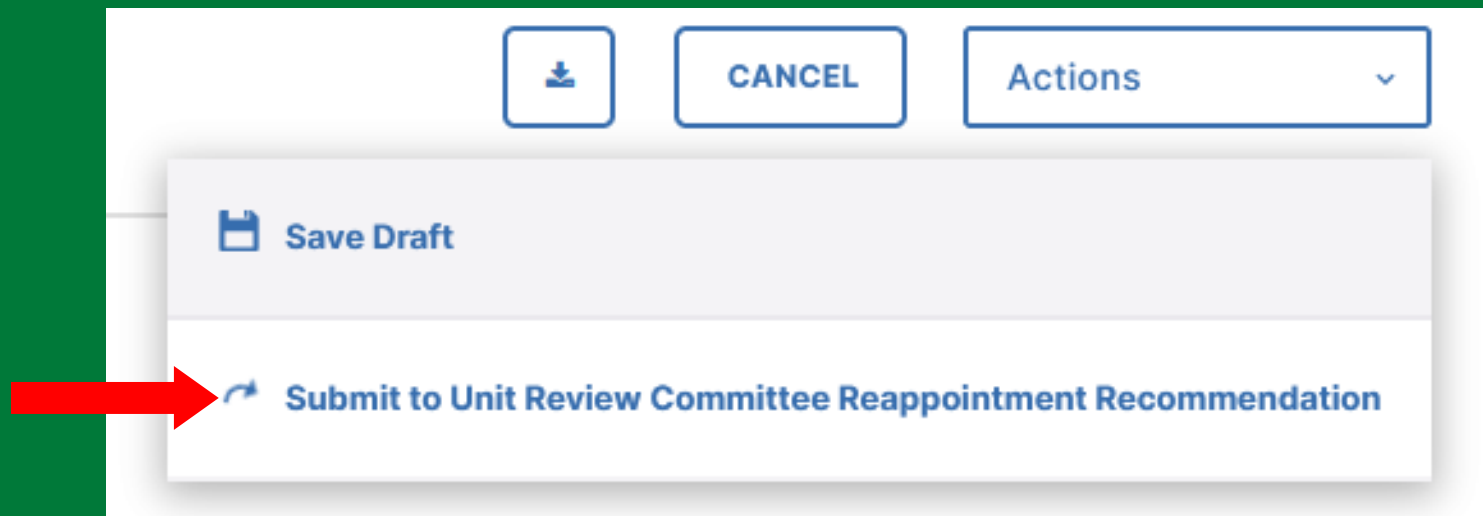 CANCEL
Actions
Save Draft
Submit to Unit Review Committee Reappointment Recommendation